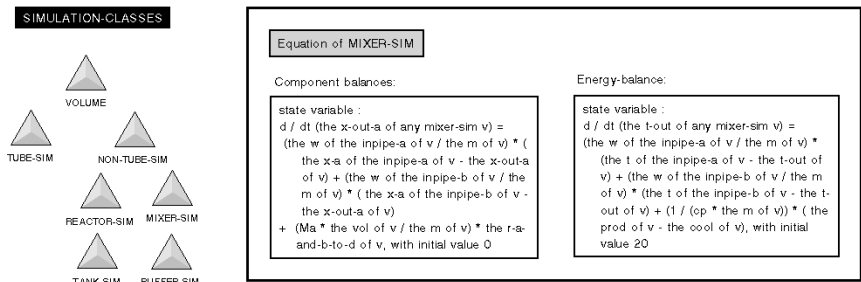 SIMULATION-CLASSES
VOLUME
TUBE-SIM
NON-TUBE-SIM
REACTOR-SIM
MIXER-SIM
TANK-SIM
BUFFER-SIM
Equation of MIXER-SIM
Component balances:
state variable :
d / dt (the x-out-a of any mixer-sim v) =
(the w of the inpipe-a of v / the m of v) * (
the x-a of the inpipe-a of v - the x-out-a
of v) + (the w of the inpipe-b of v / the
m of v) * ( the x-a of the inpipe-b of v -
the x-out-a of v)
+ (Ma * the vol of v / the m of v) * the r-a-
and-b-to-d of v, with initial value 0
Energy-balance:
state variable :
d / dt (the t-out of any mixer-sim v) =
(the w of the inpipe-a of v / the m of v) *
(the t of the inpipe-a of v - the t-out of
v) + (the w of the inpipe-b of v / the m
of v) * (the t of the inpipe-b of v - the t-
out of v) + (1 / (cp * the m of v)) * ( the
prod of v - the cool of v), with initial
value 20